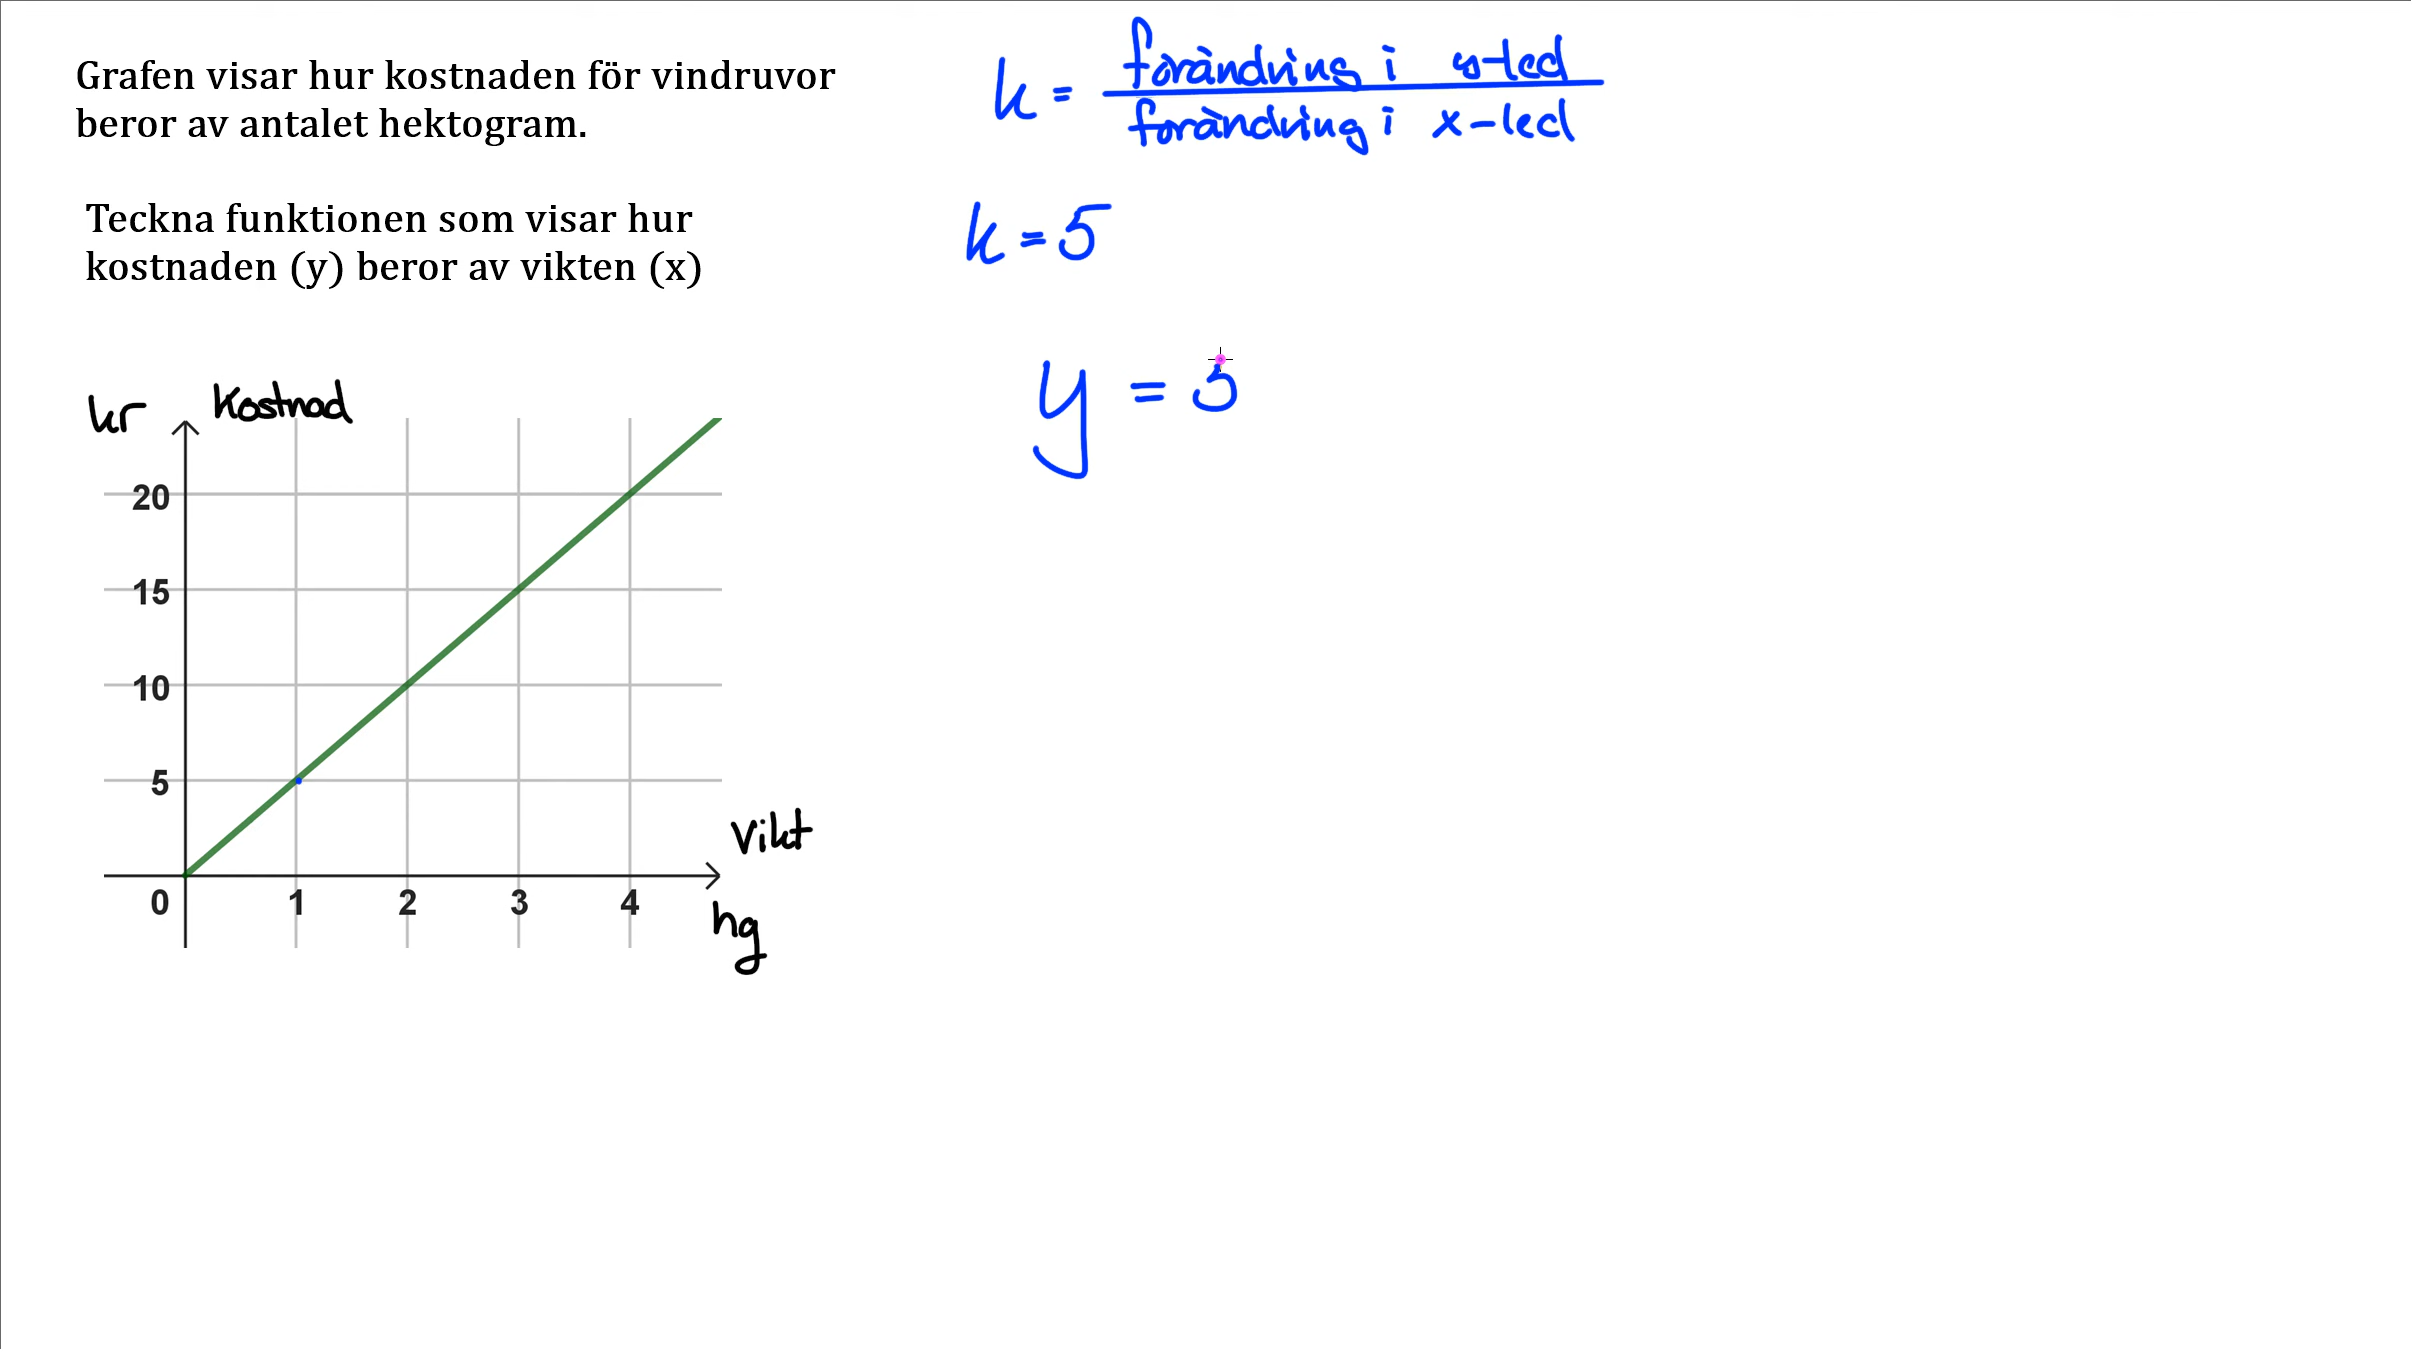 Grafen visar hur kostnaden för vindruvor
beror av antalet hektogram.
Teckna funktionen som visar hur
kostnaden (y) beror av vikten (x)
k = förändring i y-led
förändring i x-led
k = 5
y = 5
kr Kostnad
20
15
10
5
Vikt
0 1 2 3 4
hg